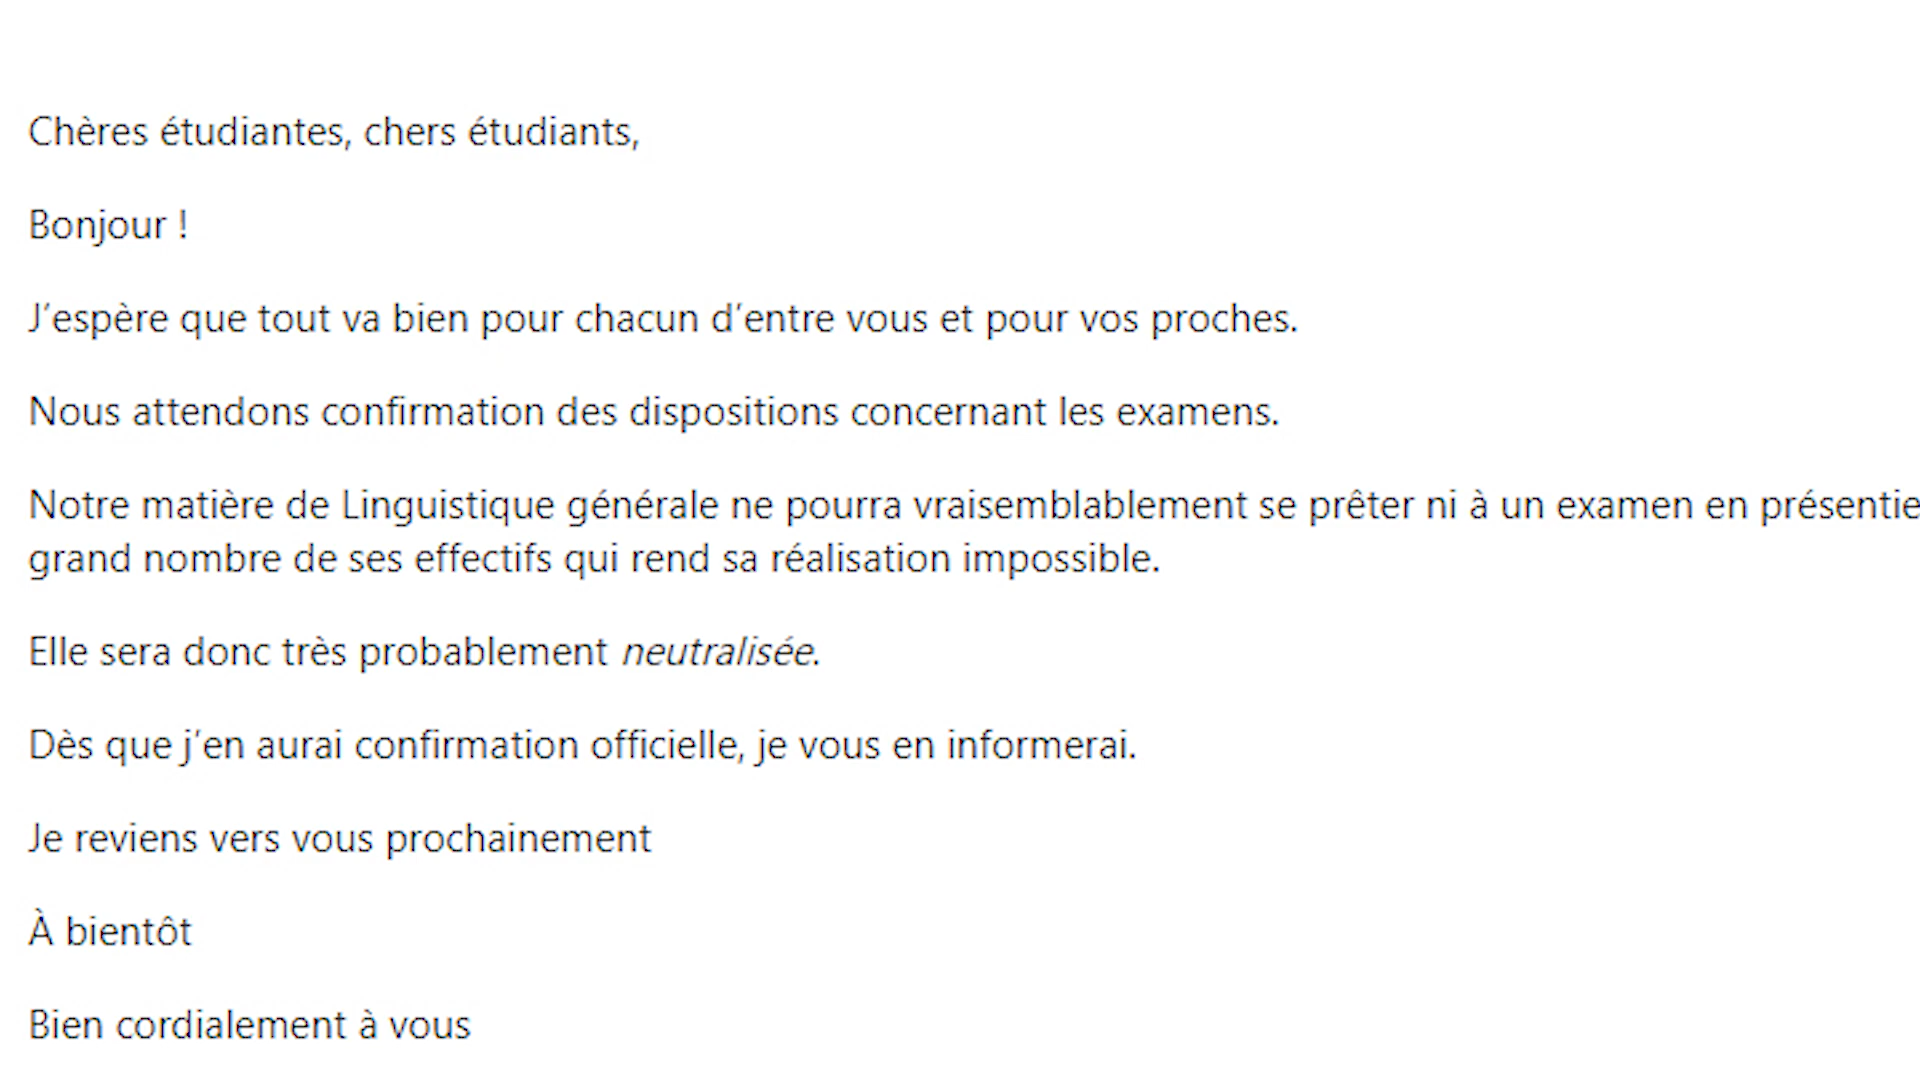 Chères étudiantes, chers étudiants,
Bonjour !
J’espère que tout va bien pour chacun d’entre vous et pour vos proches.
Nous attendons confirmation des dispositions concernant les examens.
Notre matière de Linguistique générale ne pourra vraisemblablement se prêter ni à un examen en
grand nombre de ses effectifs qui rend sa réalisation impossible.
Elle sera donc très probablement neutralisée.
Dès que j’en aurai confirmation officielle, je vous en informerai.
Je reviens vers vous prochainement
À bientôt
Bien cordialement à vous